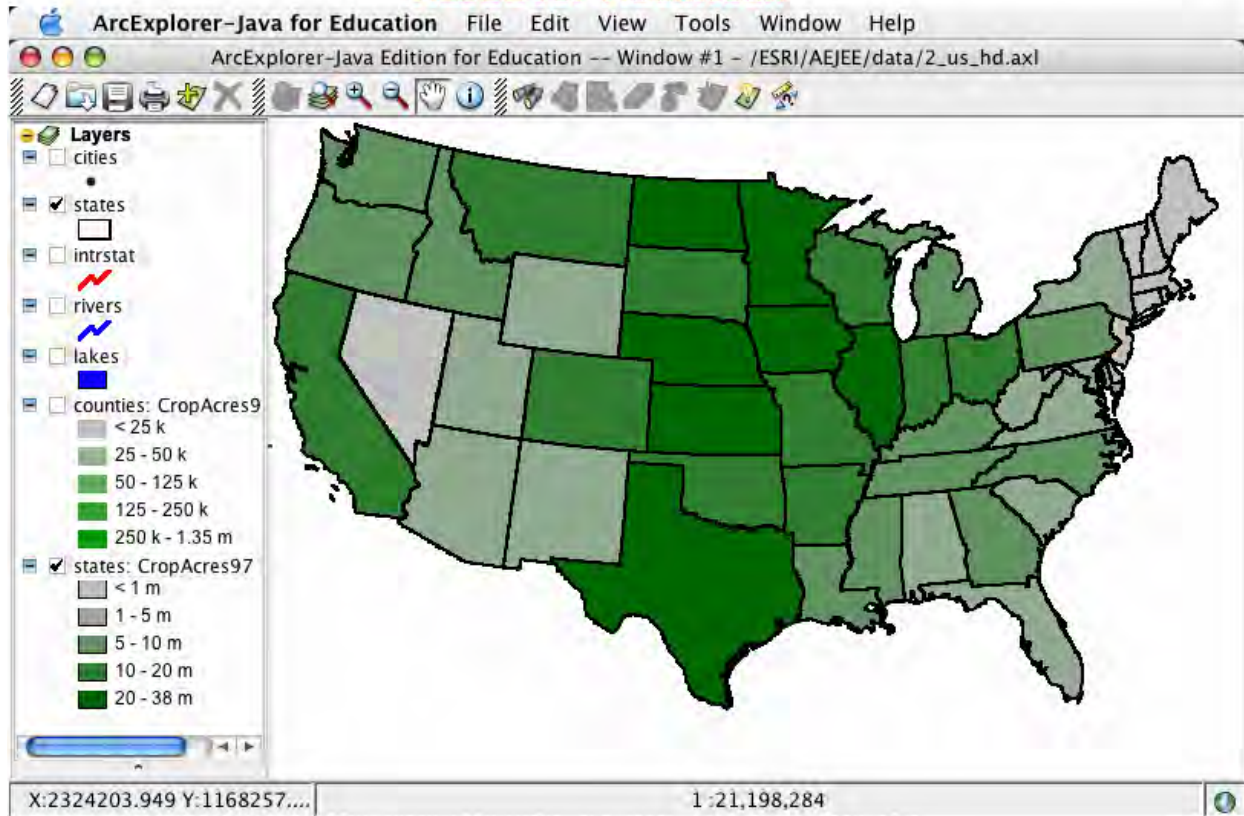 ArcExplorer-Java for Education File Edit View Tools Window Help
ArcExplorer-Java Edition for Education -- Window #1 - /ESRI/AEJEE/data/2_us_hd.axl
Layers
cities
states
intrstat
rivers
lakes
counties: CropAcres9
< 25 k
25 - 50 k
50 - 125 k
125 - 250 k
250 k - 1.35 m
states: CropAcres97
< 1 m
1 - 5 m
5 - 10 m
10 - 20 m
20 - 38 m
X:2324203.949 Y:1168257.... 1 :21,198,284